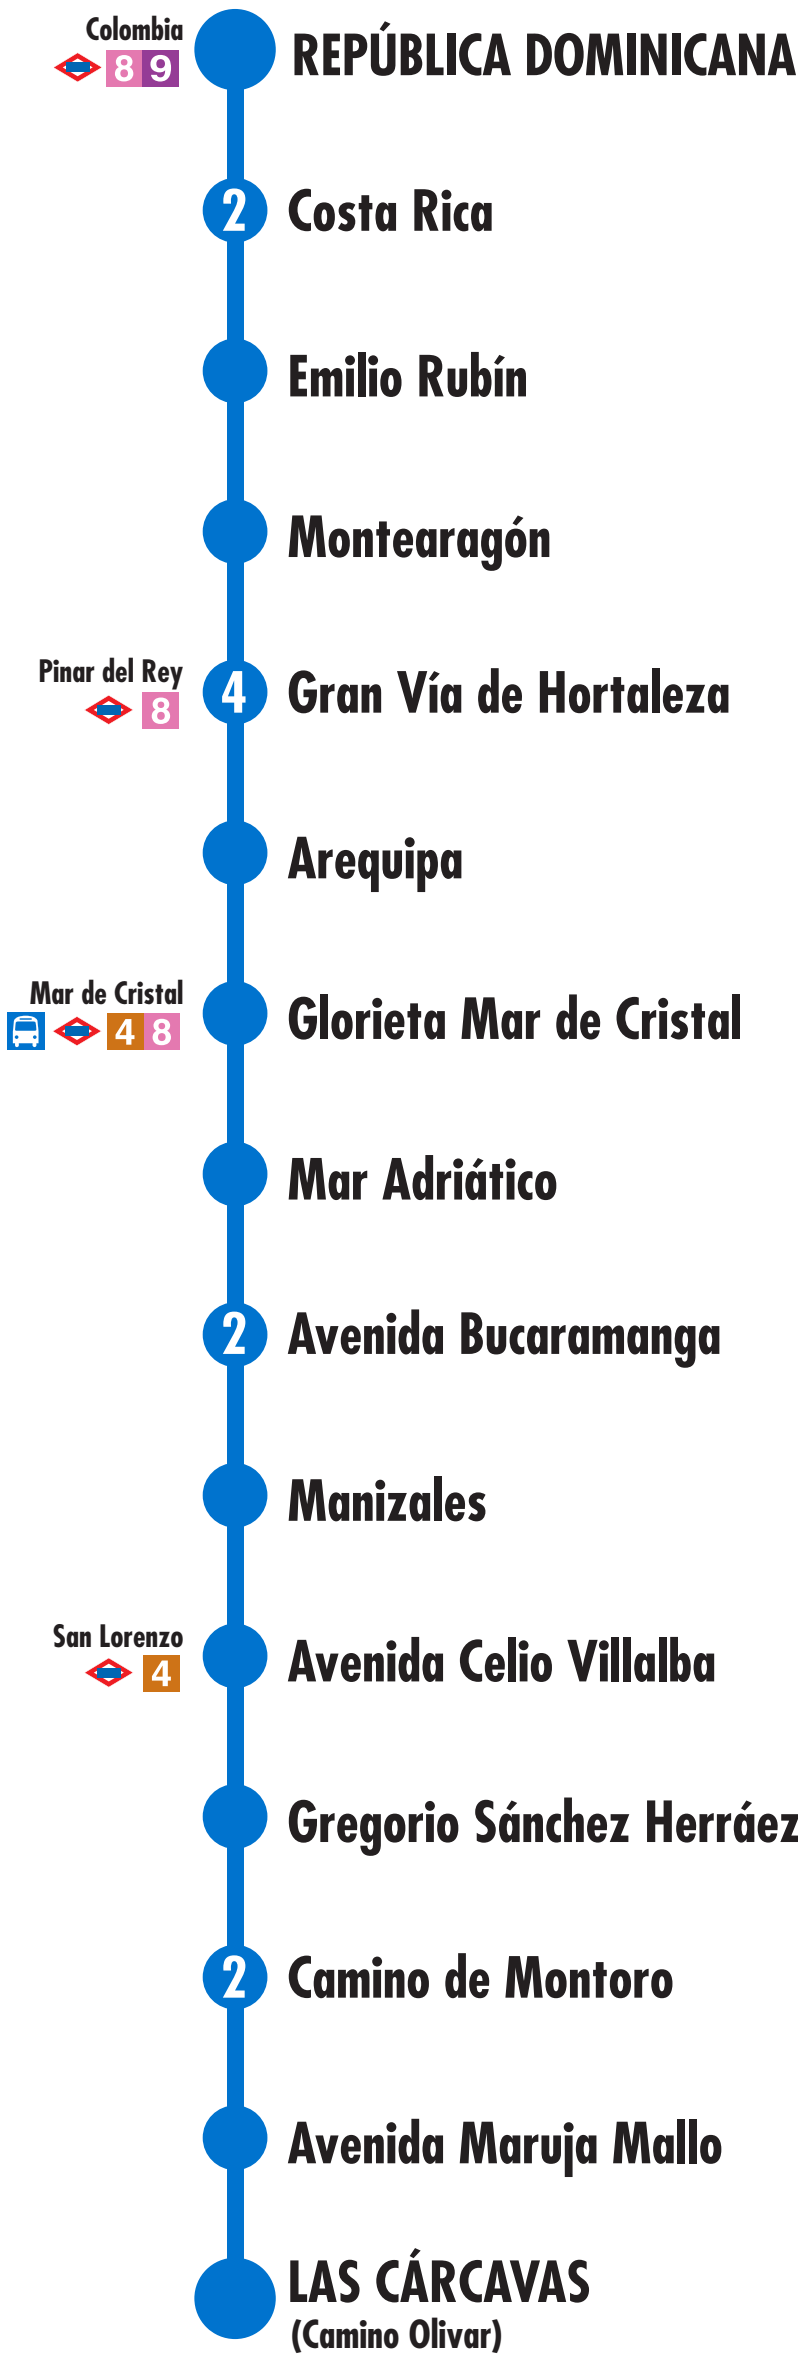 Colombia
8 9
REPÚBLICA DOMINICANA
2
Costa Rica
Emilio Rubín
Montearagón
Pinar del Rey
8
4
Gran Vía de Hortaleza
Arequipa
Mar de Cristal
4 8
Glorieta Mar de Cristal
Mar Adriático
2
Avenida Bucaramanga
Manizales
San Lorenzo
4
Avenida Celio Villalba
Gregorio Sánchez Herráez
2
Camino de Montoro
Avenida Maruja Mallo
LAS CÁRCAVAS
(Camino Olivar)